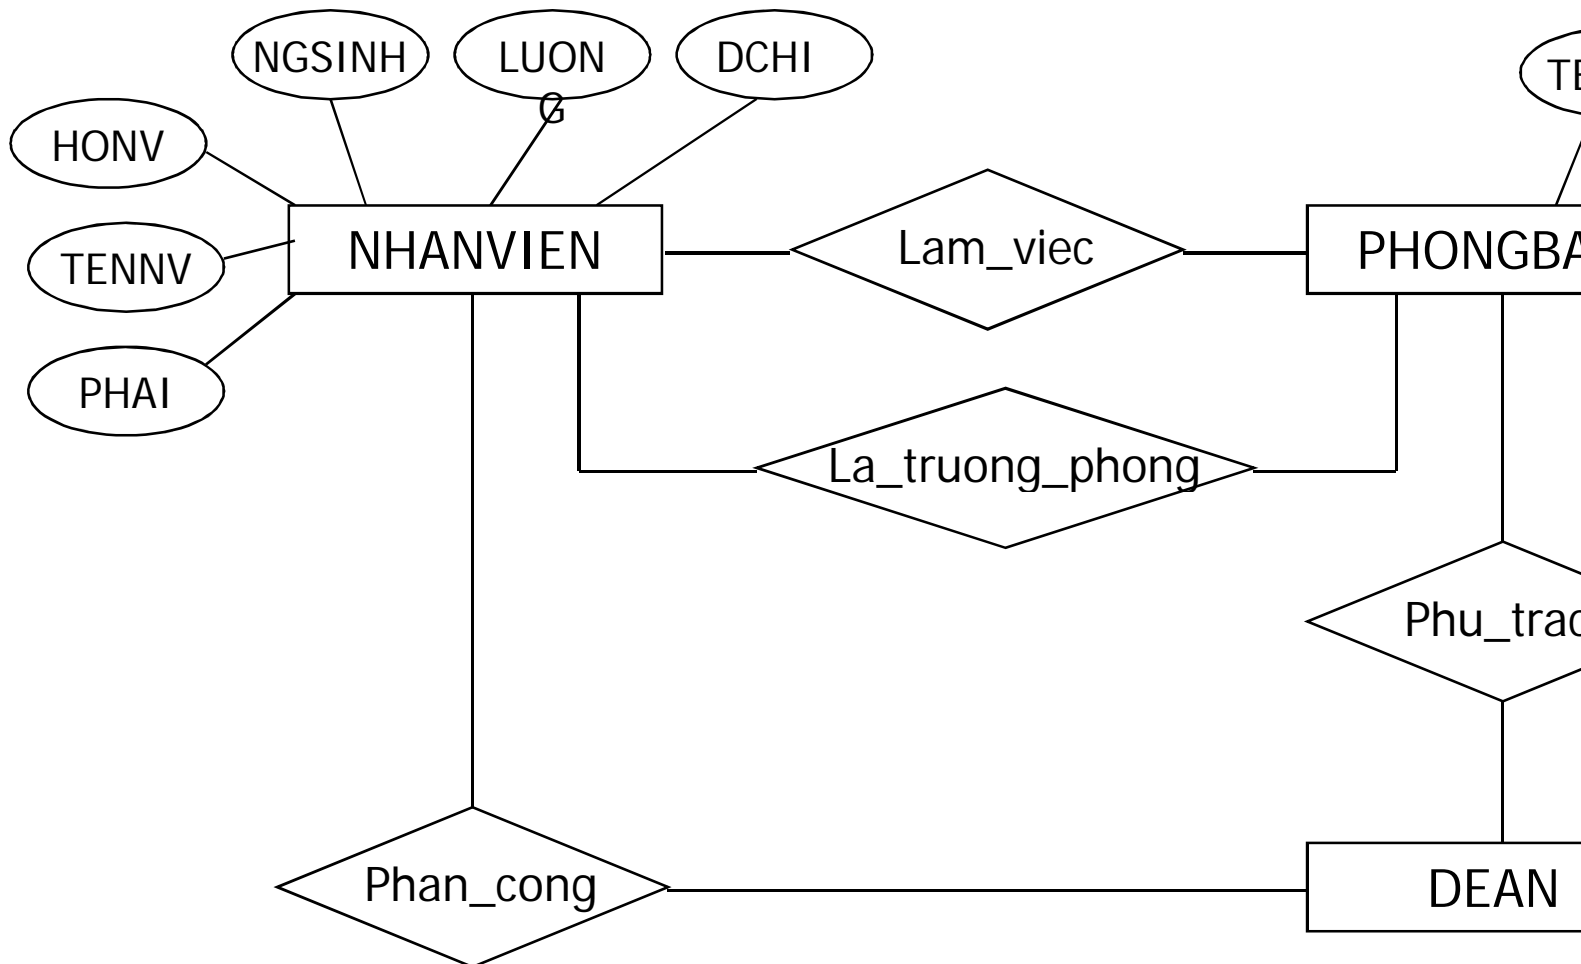 NGSINH
LUON
G
DCHI
HONV
TENNV
PHAI
NHANVIEN
Lam_viec
La_truong_phong
Phan_cong
DEAN